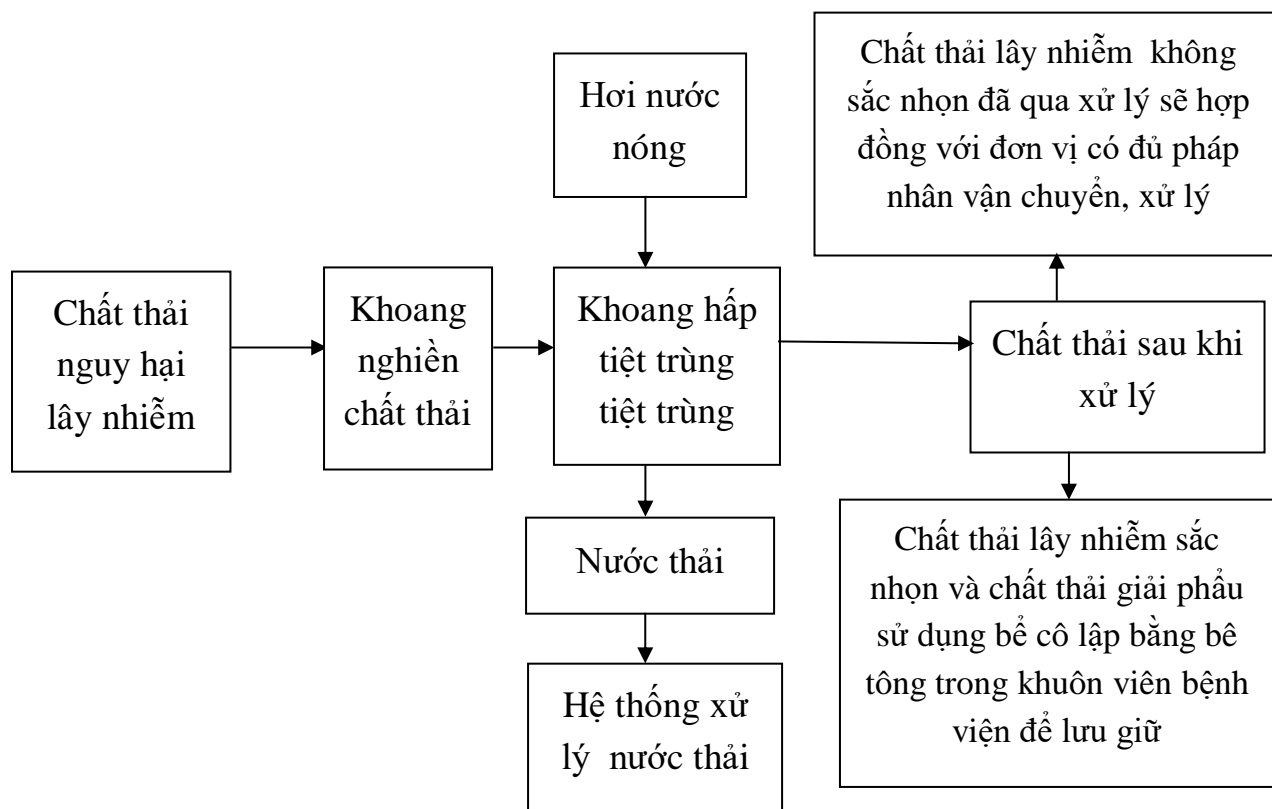 Hơi nước
nóng
Chất thải lây nhiễm không
sắc nhọn đã qua xử lý sẽ hợp
đồng với đơn vị có đủ pháp
nhân vận chuyển, xử lý
Chất thải
nguy hại
lây nhiễm
Khoang
nghiền
chất thải
Khoang hấp
tiệt trùng
tiệt trùng
Chất thải sau khi
xử lý
Nước thải
Hệ thống xử
lý nước thải
Chất thải lây nhiễm sắc
nhọn và chất thải giải phẩu
sử dụng bể cô lập bằng bê
tông trong khuôn viên bệnh
viện để lưu giữ